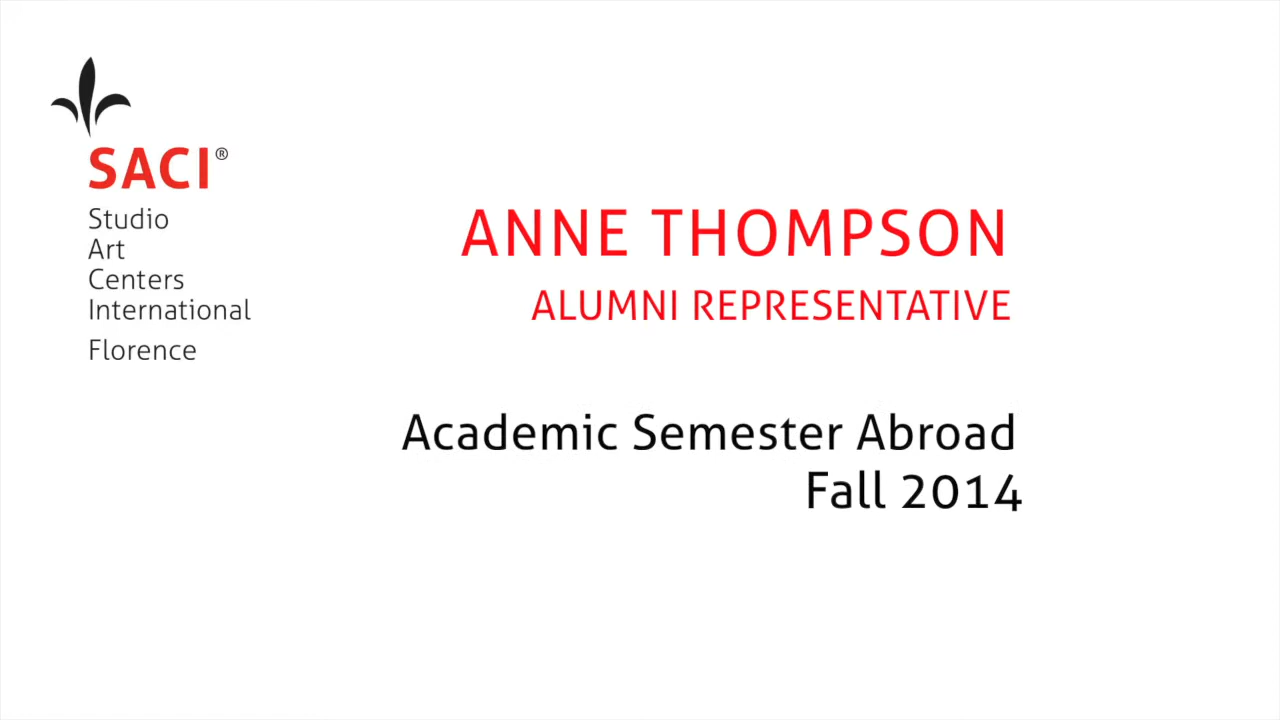 SACI®
Studio
Art
Centers
International
Florence
ANNE THOMPSON
ALUMNI REPRESENTATIVE
Academic Semester Abroad
Fall 2014